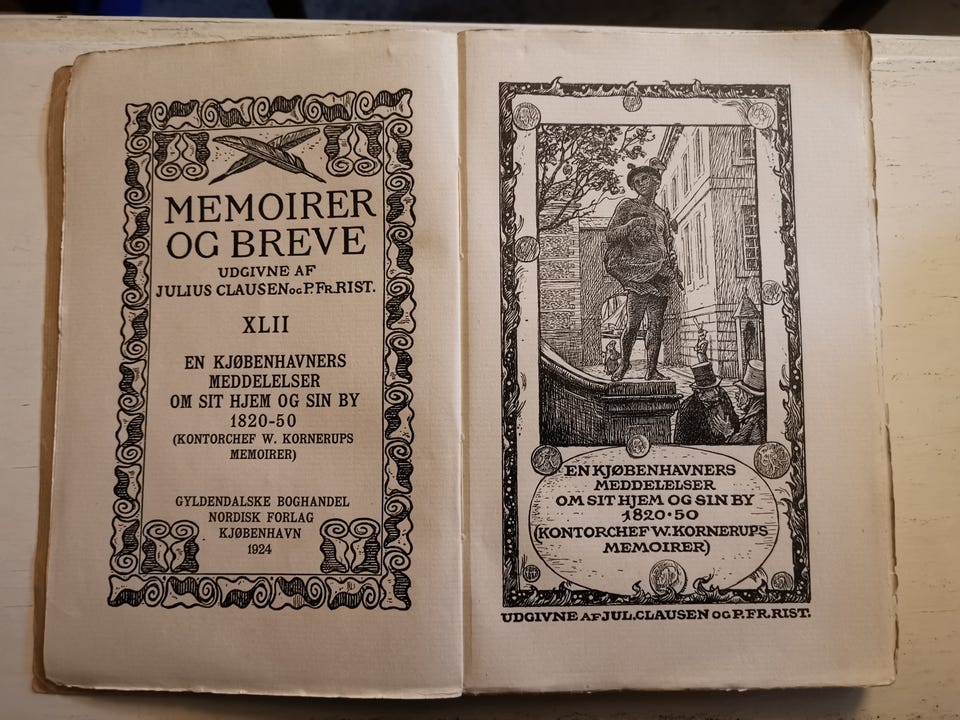 MEMOIRER
OG BREVE
UDGIVNE AF
JULIUS CLAUSEN OG P. FR. RIST.
XLII
EN KJØBENHAVNERS
MEDDELELSER
OM SIT HJEM OG SIN BY
1820-50
(KONTORCHEF W. KORNERUPS
MEMOIRER)
GYLDENDALSKE BOGHANDEL
NORDISK FORLAG
KJØBENHAVN
1924
EN KJØBENHAVNERS
MEDDELELSER
OM SIT HJEM OG SIN BY
1820·50
(KONTORCHEF W. KORNERUPS
MEMOIRER)
UDGIVNE AF JUL. CLAUSEN OG P. FR. RIST.